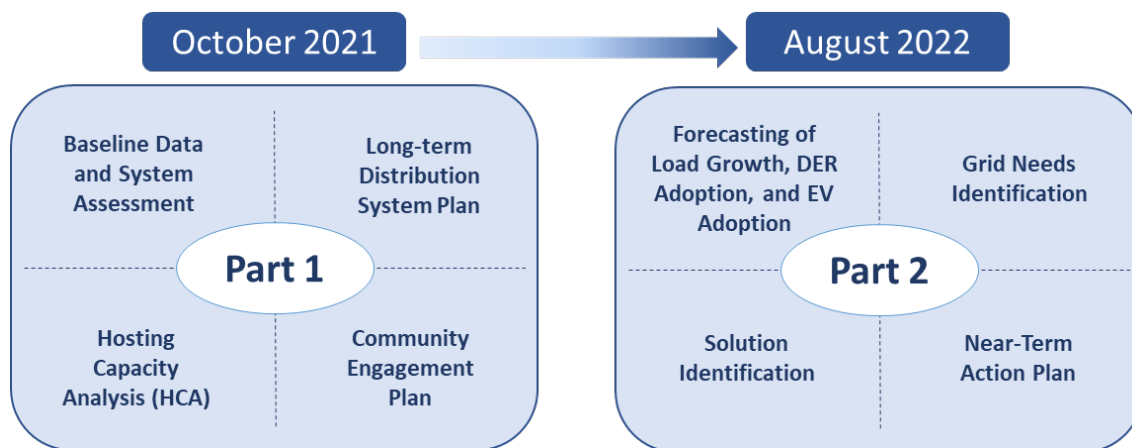 October 2021
August 2022
Baseline Data
and System
Assessment
Long-term
Distribution
System Plan
Part 1
Hosting
Capacity
Analysis (HCA)
Community
Engagement
Plan
Forecasting of
Load Growth, DER
Adoption, and EV
Adoption
Grid Needs
Identification
Part 2
Solution
Identification
Near-Term
Action Plan